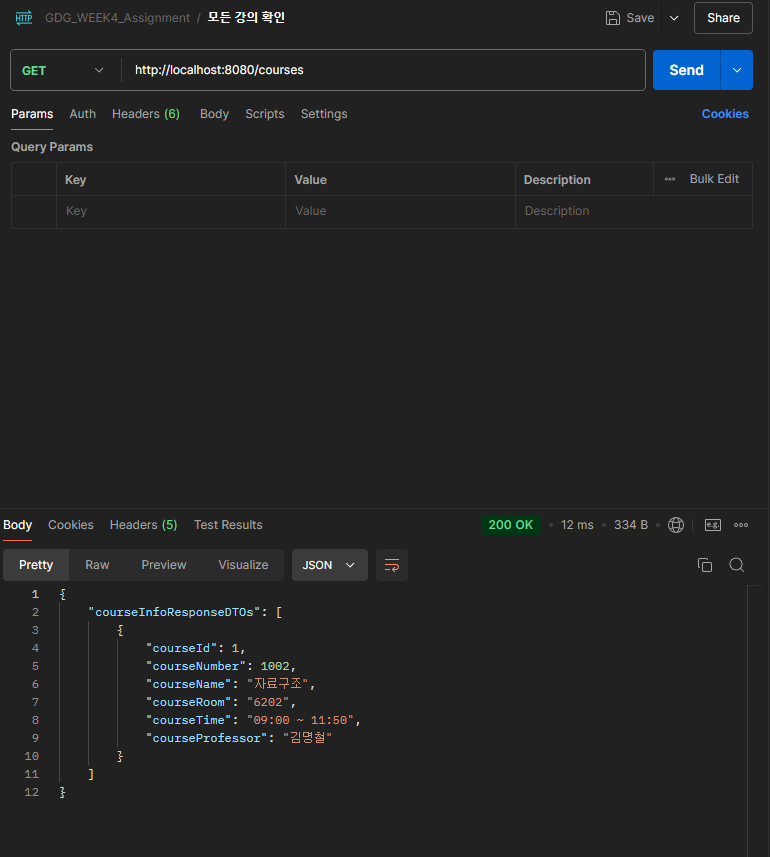 HTTP GDG_WEEK4_Assignment / 모든 강의 확인 Save Share
GET http://localhost:8080/courses Send
Params Auth Headers (6) Body Scripts Settings Cookies
Query Params
Key Value Description ••• Bulk Edit
Key Value Description
Body Cookies Headers (5) Test Results 200 OK • 12 ms • 334 B • e.g. •••
Pretty Raw Preview Visualize JSON
1 {
2 "courseInfoResponseDTOs": [
3 {
4 "courseId": 1,
5 "courseNumber": 1002,
6 "courseName": "자료구조",
7 "courseRoom": "6202",
8 "courseTime": "09:00 ~ 11:50",
9 "courseProfessor": "김명철"
10 }
11 ]
12 }